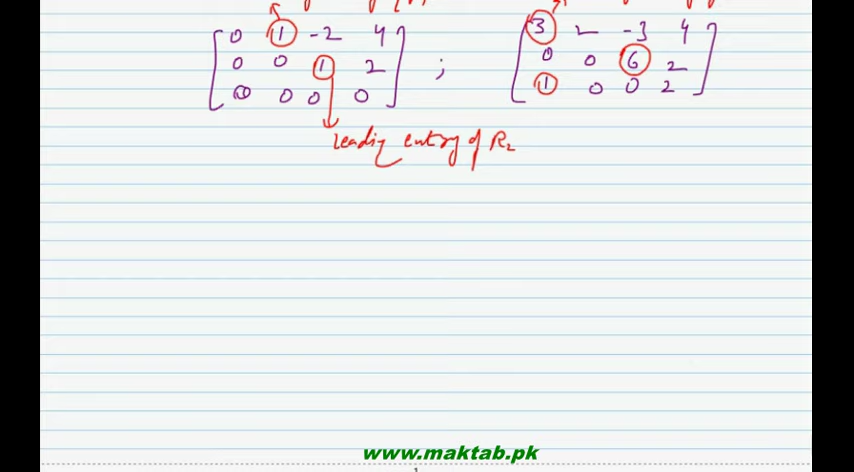 0 1 -2 4 3 2 -3 4
0 0 1 2 ; 0 0 6 2
0 0 0 0 1 0 0 2
leading entry of R2
www.maktab.pk
1